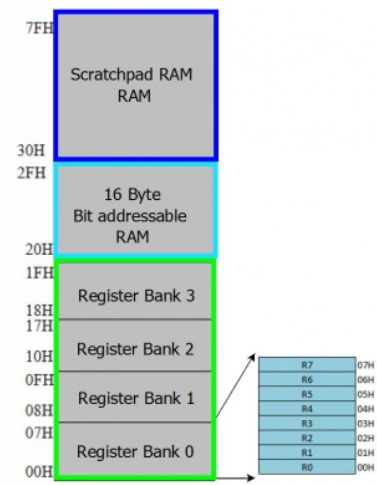 7FH
Scratchpad RAM
RAM
30H
2FH
16 Byte
Bit addressable
RAM
20H
1FH
Register Bank 3
18H
17H
Register Bank 2
10H
0FH
Register Bank 1
08H
07H
Register Bank 0
00H
R7 07H
R6 06H
R5 05H
R4 04H
R3 03H
R2 02H
R1 01H
R0 00H